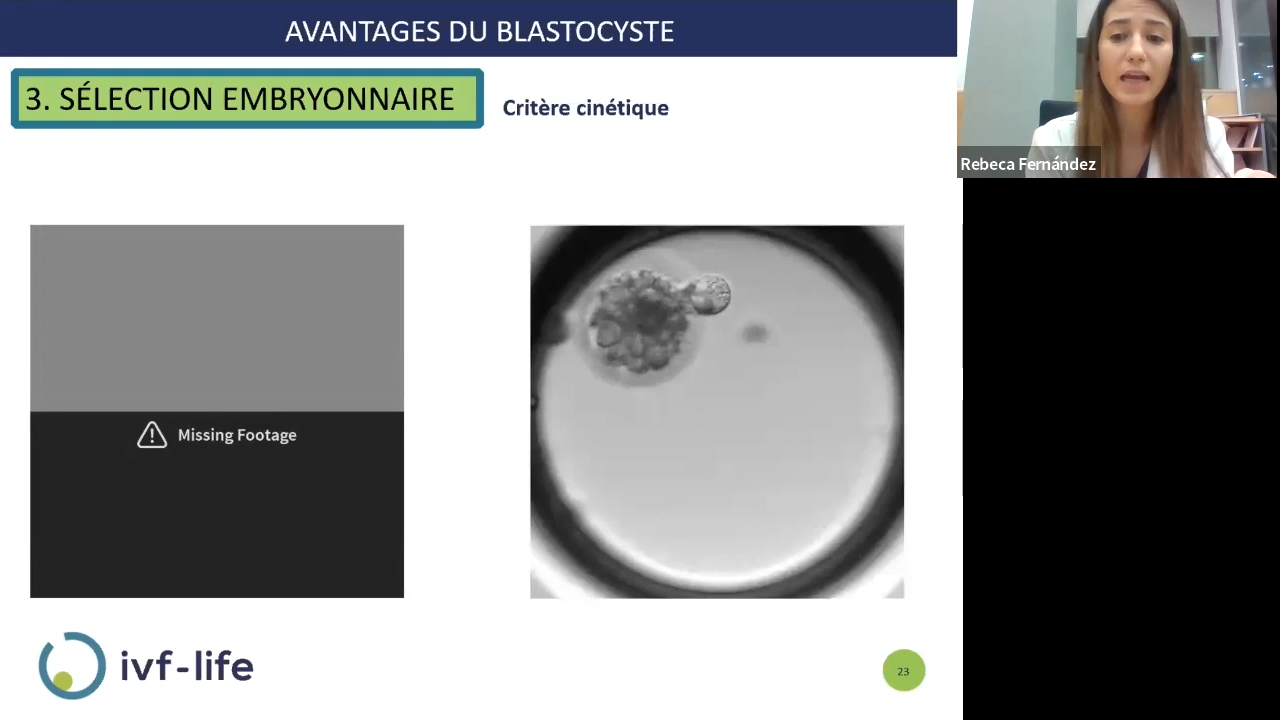 AVANTAGES DU BLASTOCYSTE
3. SÉLECTION EMBRYONNAIRE
Critère cinétique
Rebeca Fernández
Missing Footage
ivf-life
23